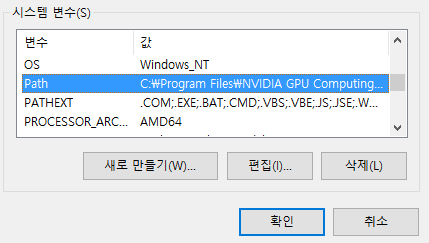 시스템 변수(S)
변수 값
OS Windows_NT
Path C:₩Program Files₩NVIDIA GPU Computing...
PATHEXT .COM;.EXE;.BAT;.CMD;.VBS;.VBE;.JS;.JSE;.W...
PROCESSOR_ARC... AMD64
새로 만들기(W)... 편집(I)... 삭제(L)
확인 취소